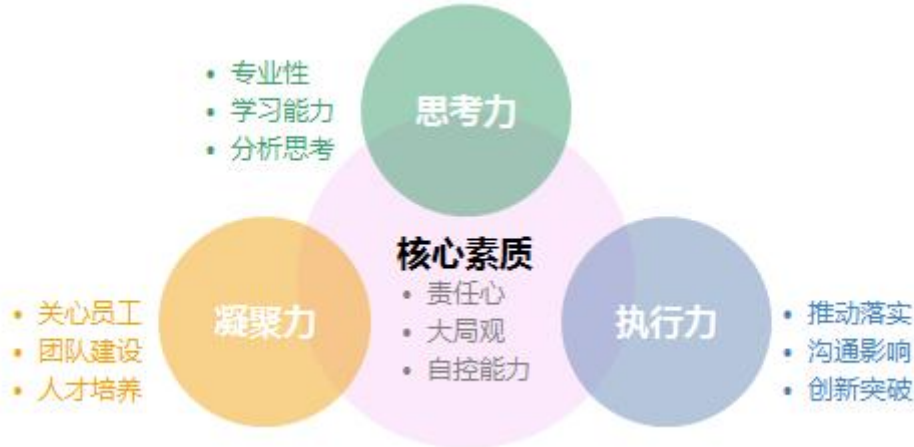 思考力
• 专业性
• 学习能力
• 分析思考
核心素质
• 责任心
• 大局观
• 自控能力
凝聚力
• 关心员工
• 团队建设
• 人才培养
执行力
• 推动落实
• 沟通影响
• 创新突破